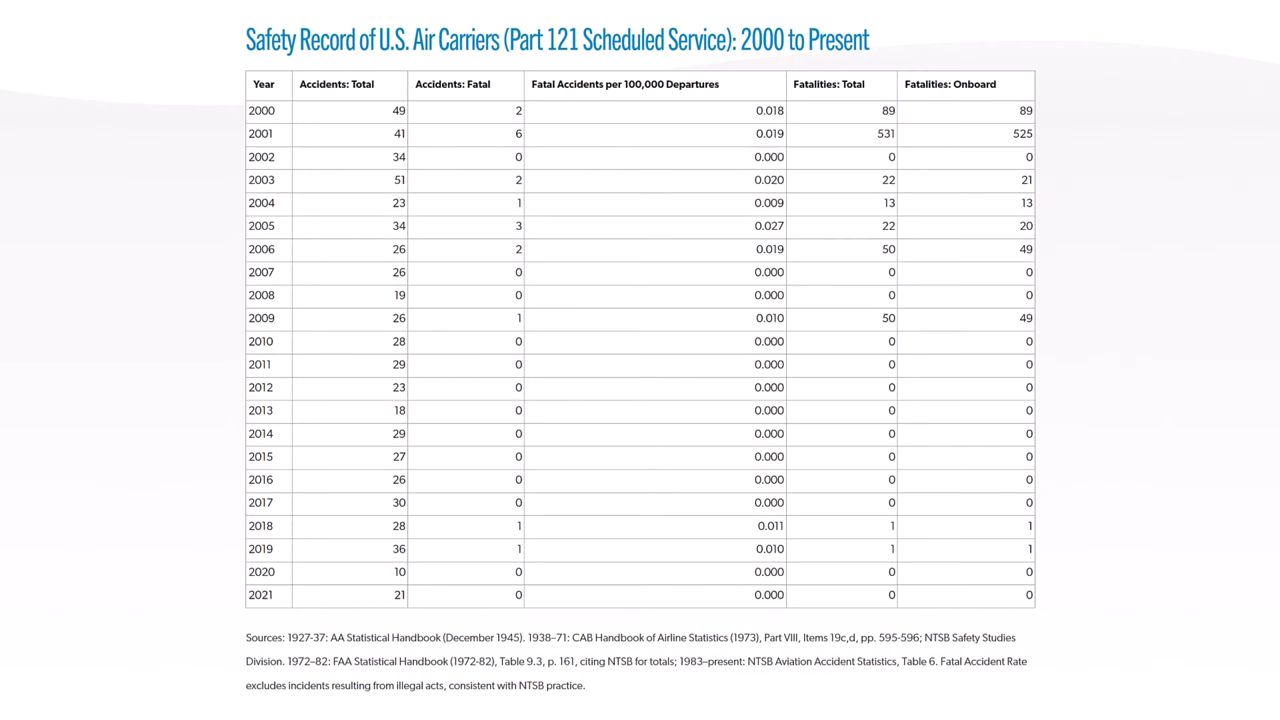 Safety Record of U.S. Air Carriers (Part 121 Scheduled Service): 2000 to Present
Year Accidents: Total Accidents: Fatal Fatal Accidents per 100,000 Departures Fatalities: Total Fatalities: Onboard
2000 49 2 0.018 89 89
2001 41 6 0.019 531 525
2002 34 0 0.000 0 0
2003 51 2 0.020 22 21
2004 23 1 0.009 13 13
2005 34 3 0.027 22 20
2006 26 2 0.019 50 49
2007 26 0 0.000 0 0
2008 19 0 0.000 0 0
2009 26 1 0.010 50 49
2010 28 0 0.000 0 0
2011 29 0 0.000 0 0
2012 23 0 0.000 0 0
2013 18 0 0.000 0 0
2014 29 0 0.000 0 0
2015 27 0 0.000 0 0
2016 26 0 0.000 0 0
2017 30 0 0.000 0 0
2018 28 1 0.011 1 1
2019 36 1 0.010 1 1
2020 10 0 0.000 0 0
2021 21 0 0.000 0 0
Sources: 1927-37: AA Statistical Handbook (December 1945). 1938–71: CAB Handbook of Airline Statistics (1973), Part VIII, Items 19c,d, pp. 595-596; NTSB Safety Studies
Division. 1972–82: FAA Statistical Handbook (1972-82), Table 9.3, p. 161, citing NTSB for totals; 1983–present: NTSB Aviation Accident Statistics, Table 6. Fatal Accident Rate
excludes incidents resulting from illegal acts, consistent with NTSB practice.